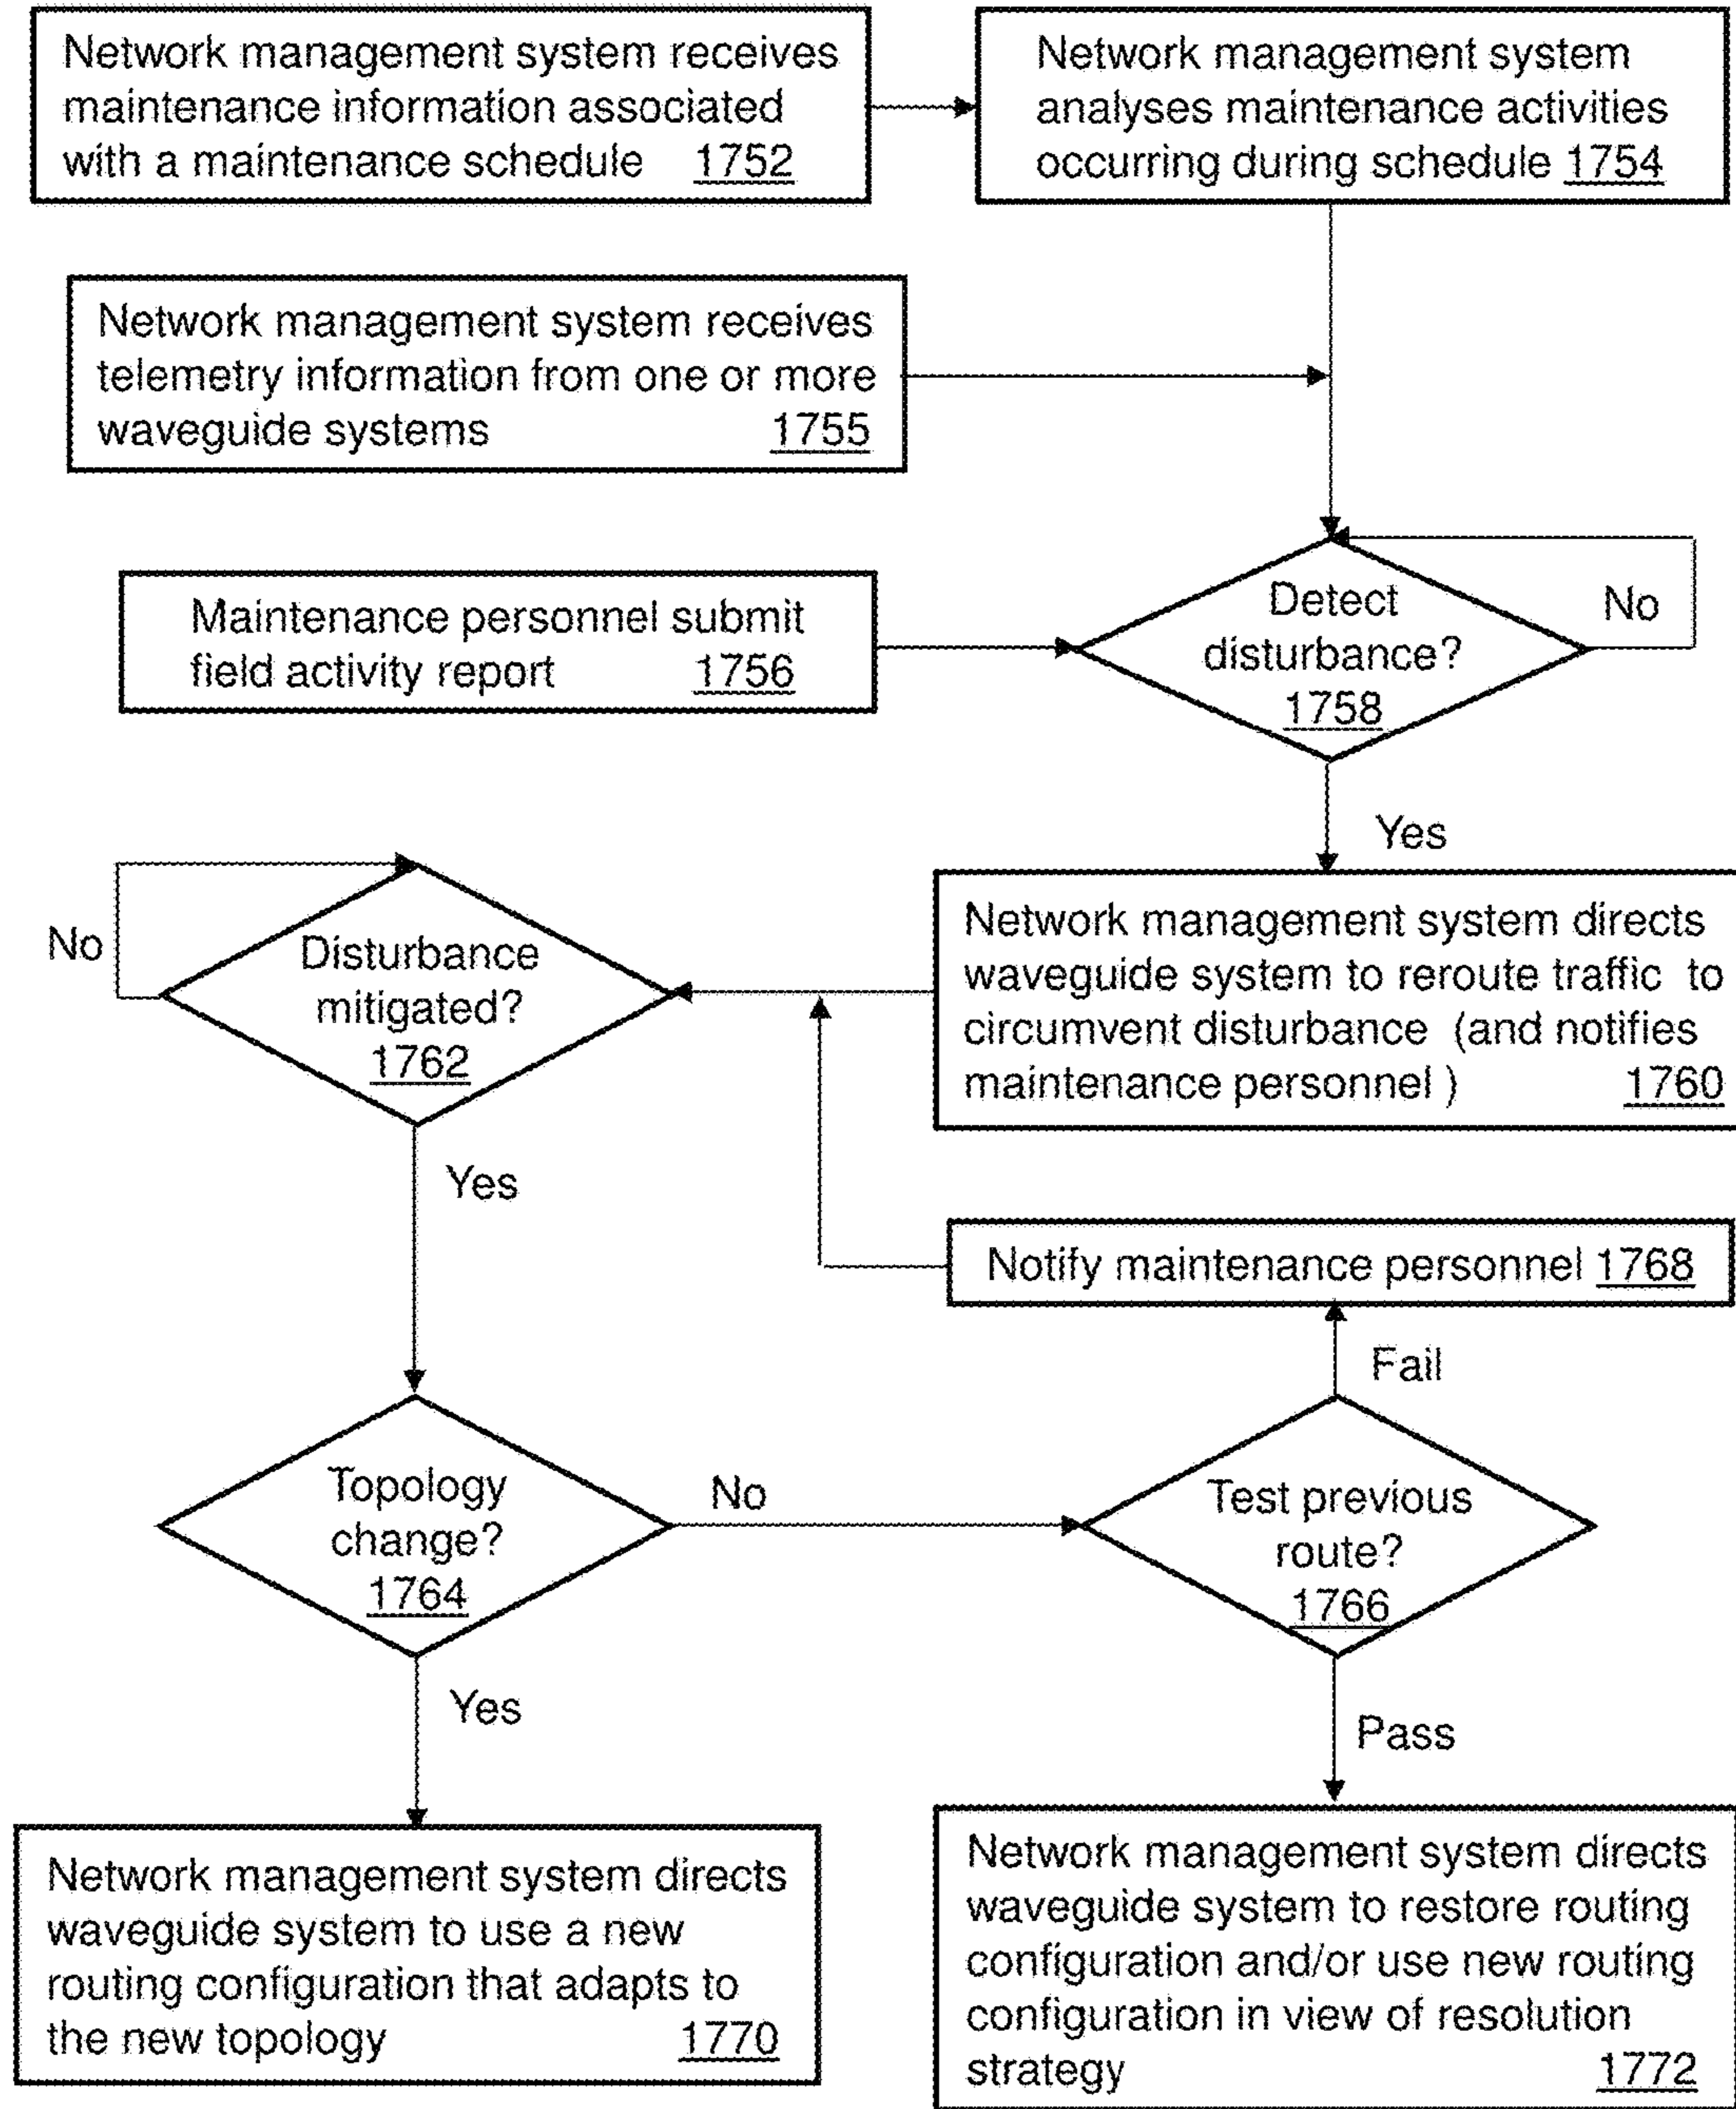 Network management system receives
maintenance information associated
with a maintenance schedule 1752
Network management system
analyses maintenance activities
occurring during schedule 1754
Network management system receives
telemetry information from one or more
waveguide systems 1755
Maintenance personnel submit
field activity report 1756
Detect
disturbance?
1758
No
Yes
Network management system directs
waveguide system to reroute traffic to
circumvent disturbance (and notifies
maintenance personnel ) 1760
No
Disturbance
mitigated?
1762
Yes
Notify maintenance personnel 1768
Fail
Topology
change?
1764
No
Test previous
route?
1766
Yes
Pass
Network management system directs
waveguide system to use a new
routing configuration that adapts to
the new topology 1770
Network management system directs
waveguide system to restore routing
configuration and/or use new routing
configuration in view of resolution
strategy 1772